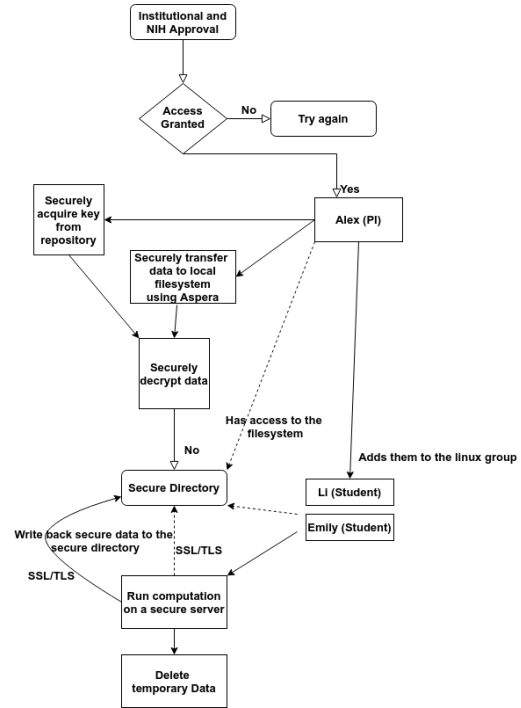 Institutional and
NIH Approval
Access
Granted
No
Try again
Yes
Alex (PI)
Securely
acquire key
from
repository
Securely transfer
data to local
filesystem
using Aspera
Securely
decrypt data
Has access to the
filesystem
No
Adds them to the linux group
Secure Directory
Li (Student)
Emily (Student)
Write back secure data to the
secure directory
SSL/TLS
SSL/TLS
Run computation
on a secure server
Delete
temporary Data